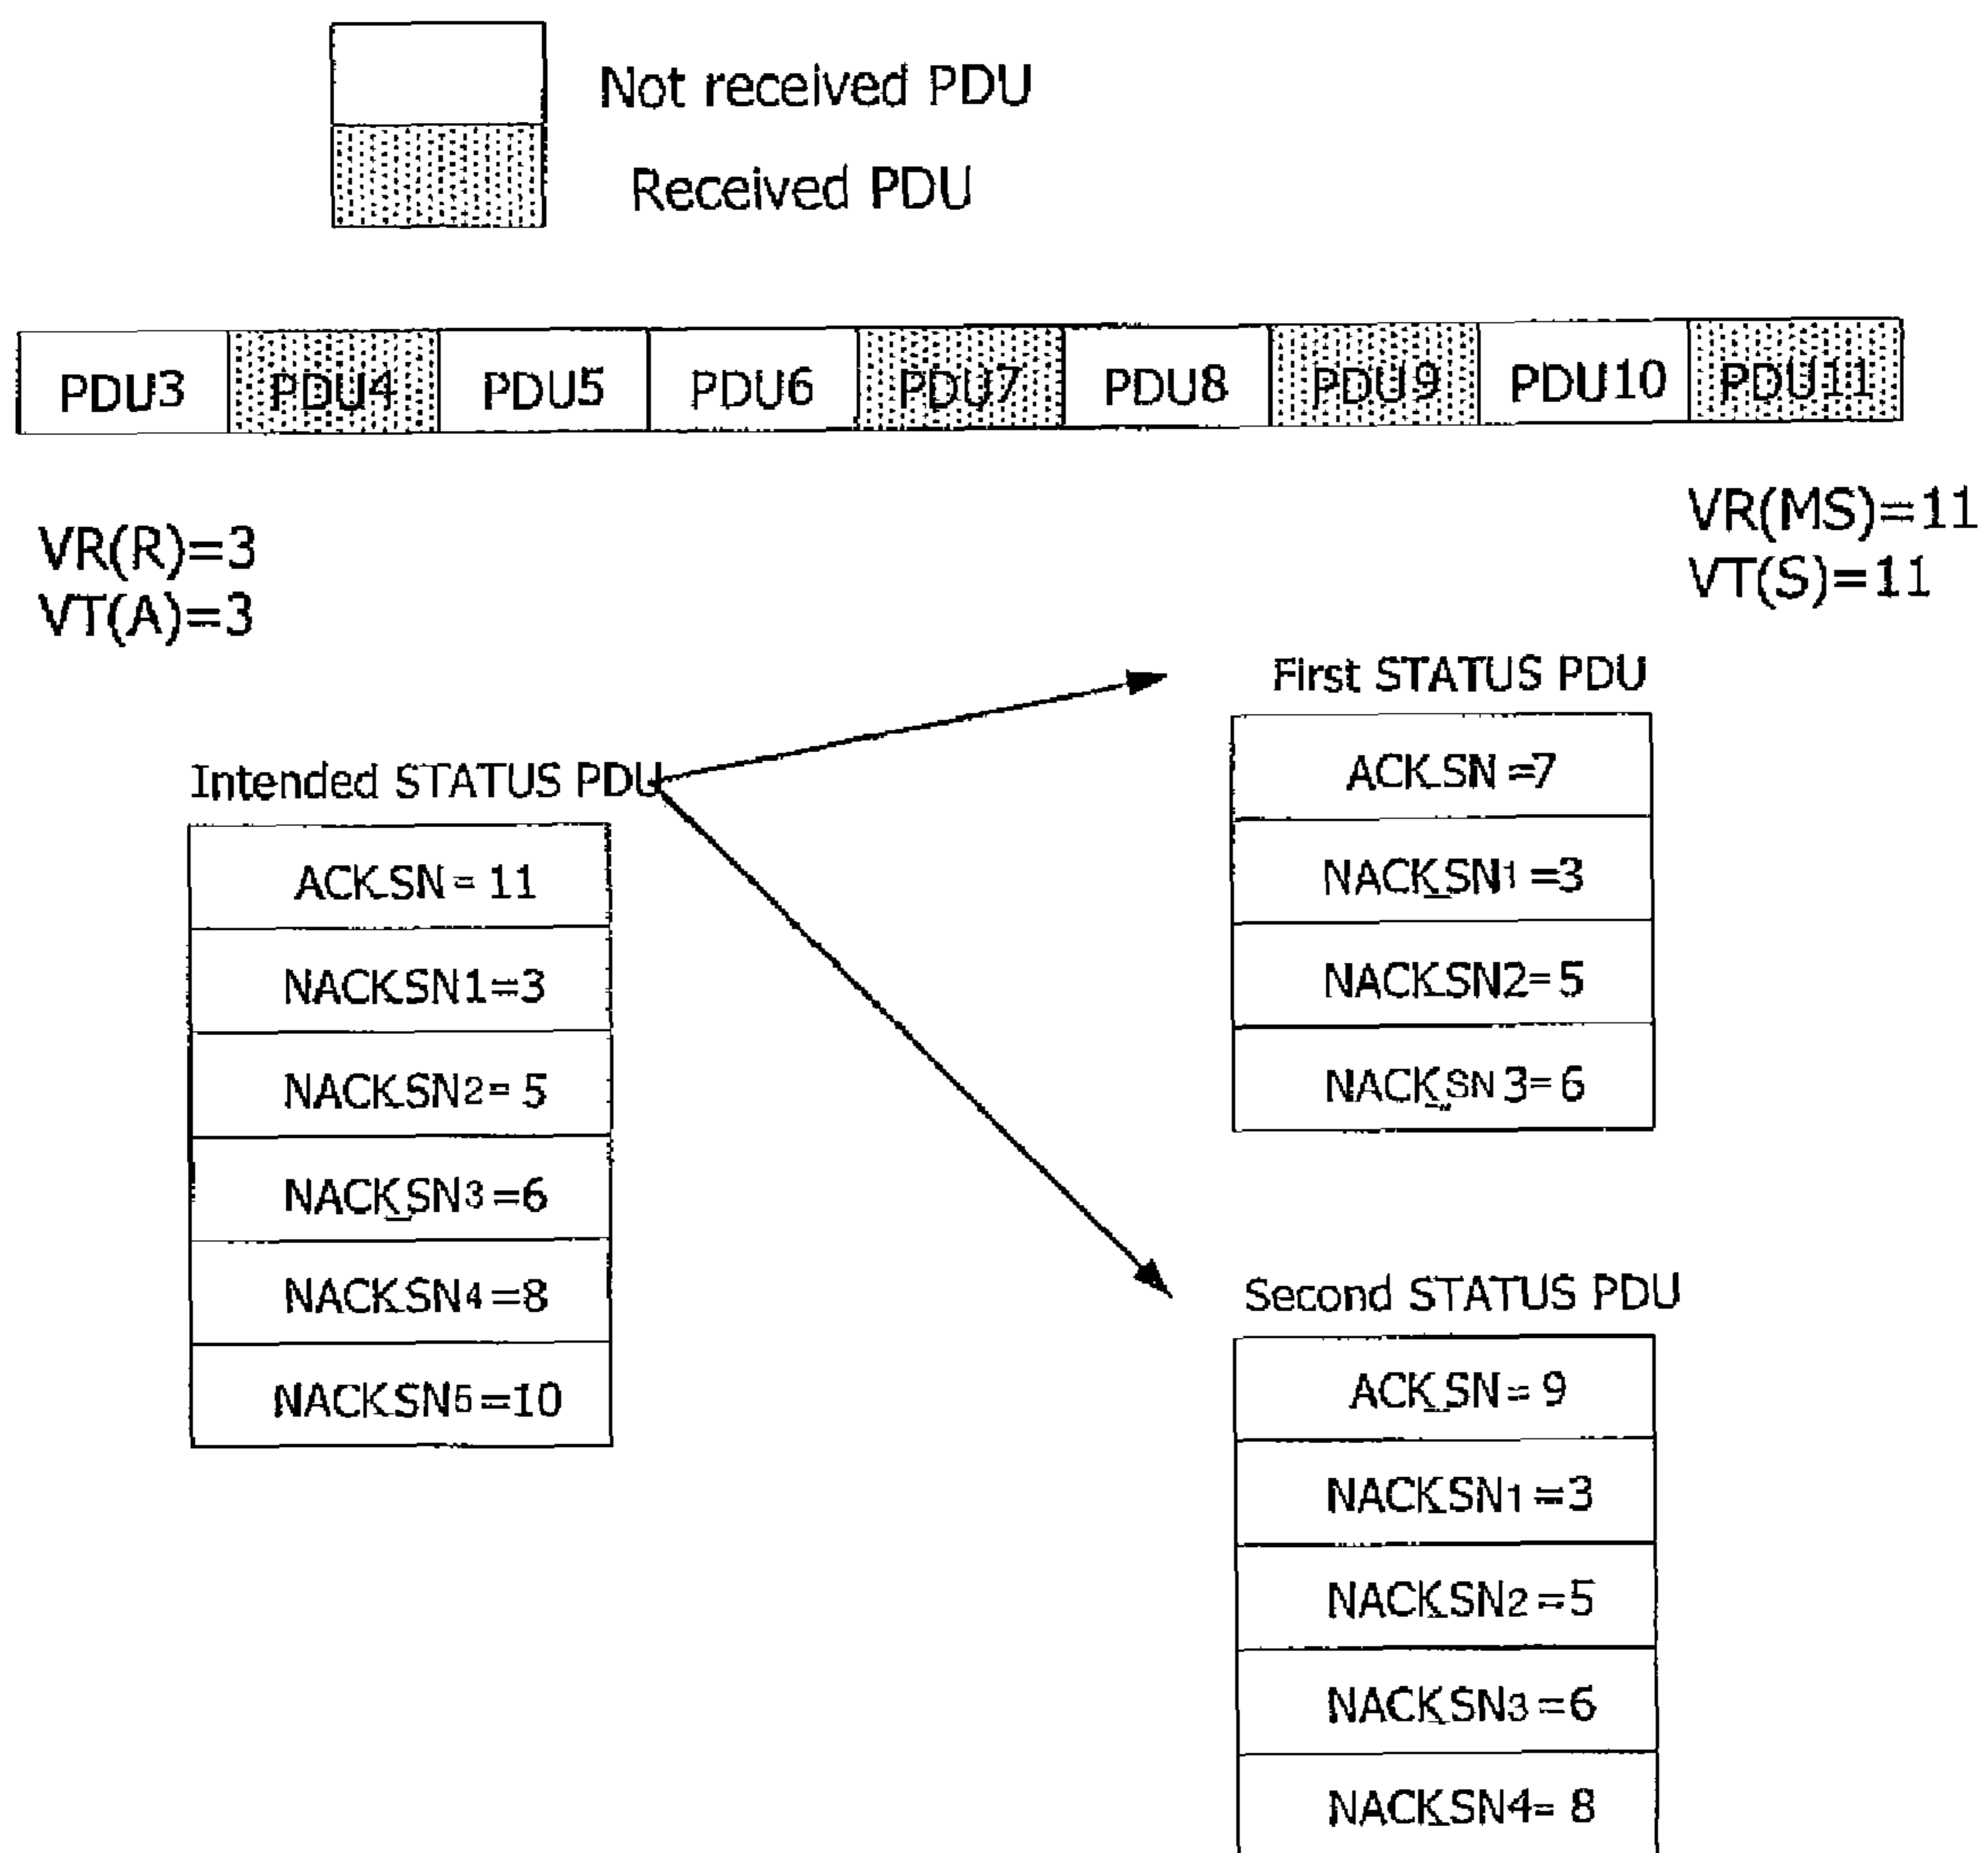 Not received PDU
Received PDU
PDU3 PDU4 PDU5 PDU6 PDU7 PDU8 PDU9 PDU10 PDU11
VR(R)=3
VT(A)=3
VR(MS)=11
VT(S)=11
Intended STATUS PDU
ACK_SN = 11
NACK_SN1=3
NACK_SN2= 5
NACK_SN3=6
NACK_SN4=8
NACK_SN5=10
First STATUS PDU
ACK_SN =7
NACK_SN1 =3
NACK_SN2= 5
NACK_SN 3=6
Second STATUS PDU
ACK_SN = 9
NACK_SN1 =3
NACK_SN2 =5
NACK_SN3 =6
NACK_SN4= 8